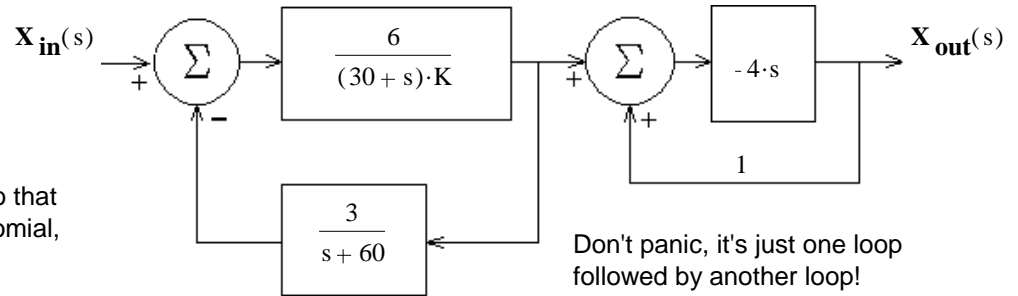 X in(s)
+
Σ
−
6
(30 + s)·K
+
Σ
+
- 4·s
X out(s)
1
3
s + 60
o that
omial,
Don't panic, it's just one loop
followed by another loop!